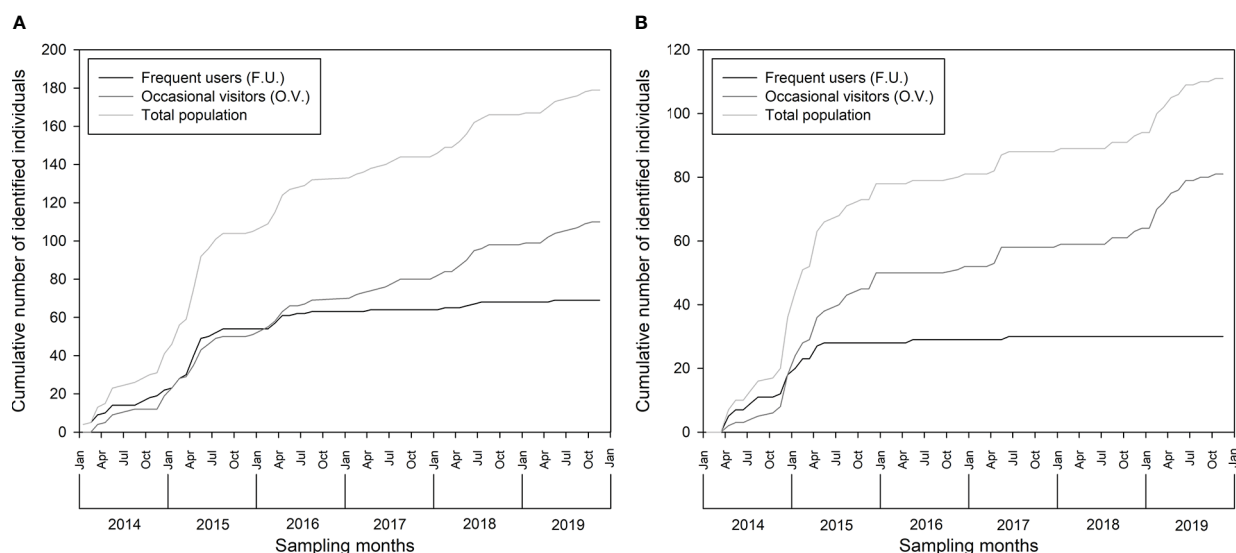 A
Cumulative number of identified individuals
200
180
160
140
120
100
80
60
40
20
0
Frequent users (F.U.)
Occasional visitors (O.V.)
Total population
Jan Apr Jul Oct Jan Apr Jul Oct Jan Apr Jul Oct Jan Apr Jul Oct Jan Apr Jul Oct Jan Apr Jul Oct Jan
2014 2015 2016 2017 2018 2019
Sampling months
B
Cumulative number of identified individuals
120
100
80
60
40
20
0
Frequent users (F.U.)
Occasional visitors (O.V.)
Total population
Jan Apr Jul Oct Jan Apr Jul Oct Jan Apr Jul Oct Jan Apr Jul Oct Jan Apr Jul Oct Jan Apr Jul Oct Jan
2014 2015 2016 2017 2018 2019
Sampling months